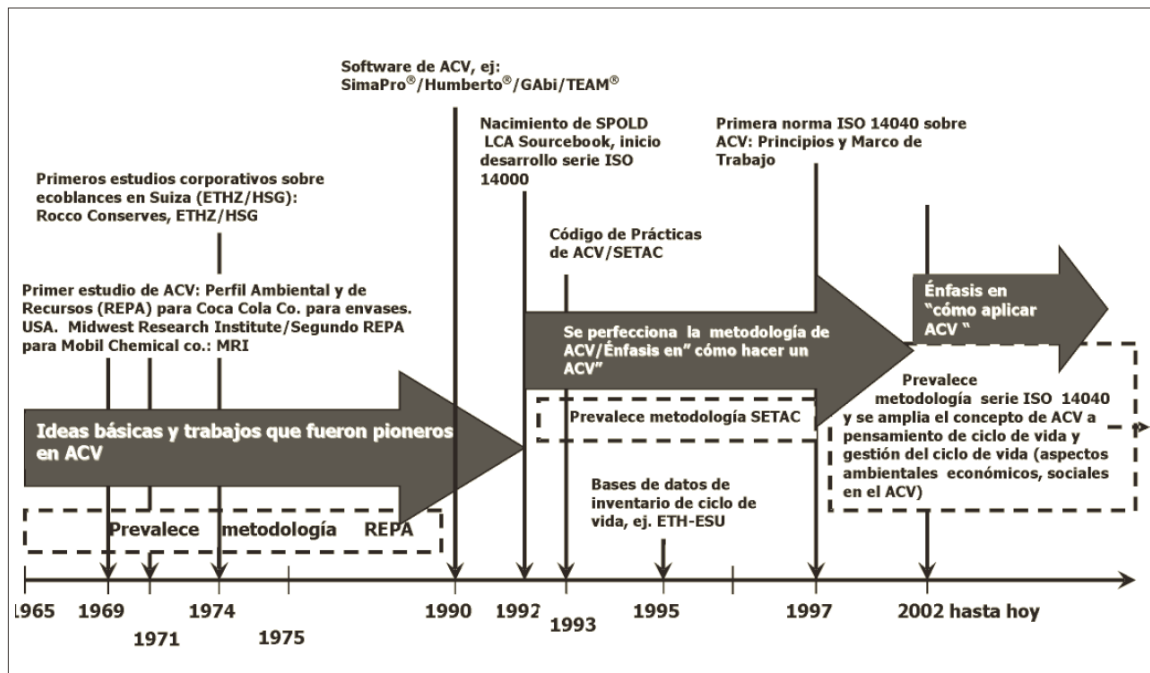 Software de ACV, ej:
SimaPro®/Humberto®/GAbi/TEAM®
Nacimiento de SPOLD
LCA Sourcebook, inicio
desarrollo serie ISO
14000
Primera norma ISO 14040 sobre
ACV: Principios y Marco de
Trabajo
Primeros estudios corporativos sobre
ecoblances en Suiza (ETHZ/HSG):
Rocco Conserves, ETHZ/HSG
Código de Prácticas
de ACV/SETAC
Primer estudio de ACV: Perfil Ambiental y de
Recursos (REPA) para Coca Cola Co. para envases.
USA. Midwest Research Institute/Segundo REPA
para Mobil Chemical co.: MRI
Énfasis en
“cómo aplicar
ACV “
Se perfecciona la metodología de
ACV/Énfasis en” cómo hacer un
ACV”
Prevalece
metodología serie ISO 14040
y se amplia el concepto de ACV a
pensamiento de ciclo de vida y
gestión del ciclo de vida (aspectos
ambientales económicos, sociales
en el ACV)
Prevalece metodología SETAC
Ideas básicas y trabajos que fueron pioneros
en ACV
Bases de datos de
inventario de ciclo de
vida, ej. ETH-ESU
Prevalece metodología REPA
1965 1969 1974 1990 1992 1995 1997 2002 hasta hoy
1971 1975 1993